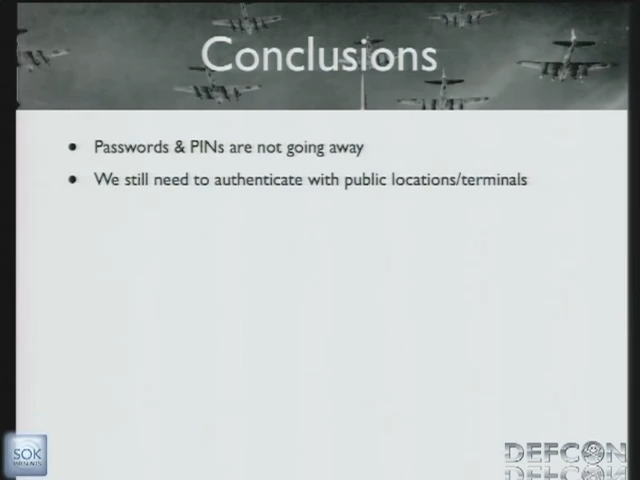 Conclusions
• Passwords & PINs are not going away
• We still need to authenticate with public locations/terminals
SOK
DEFCON